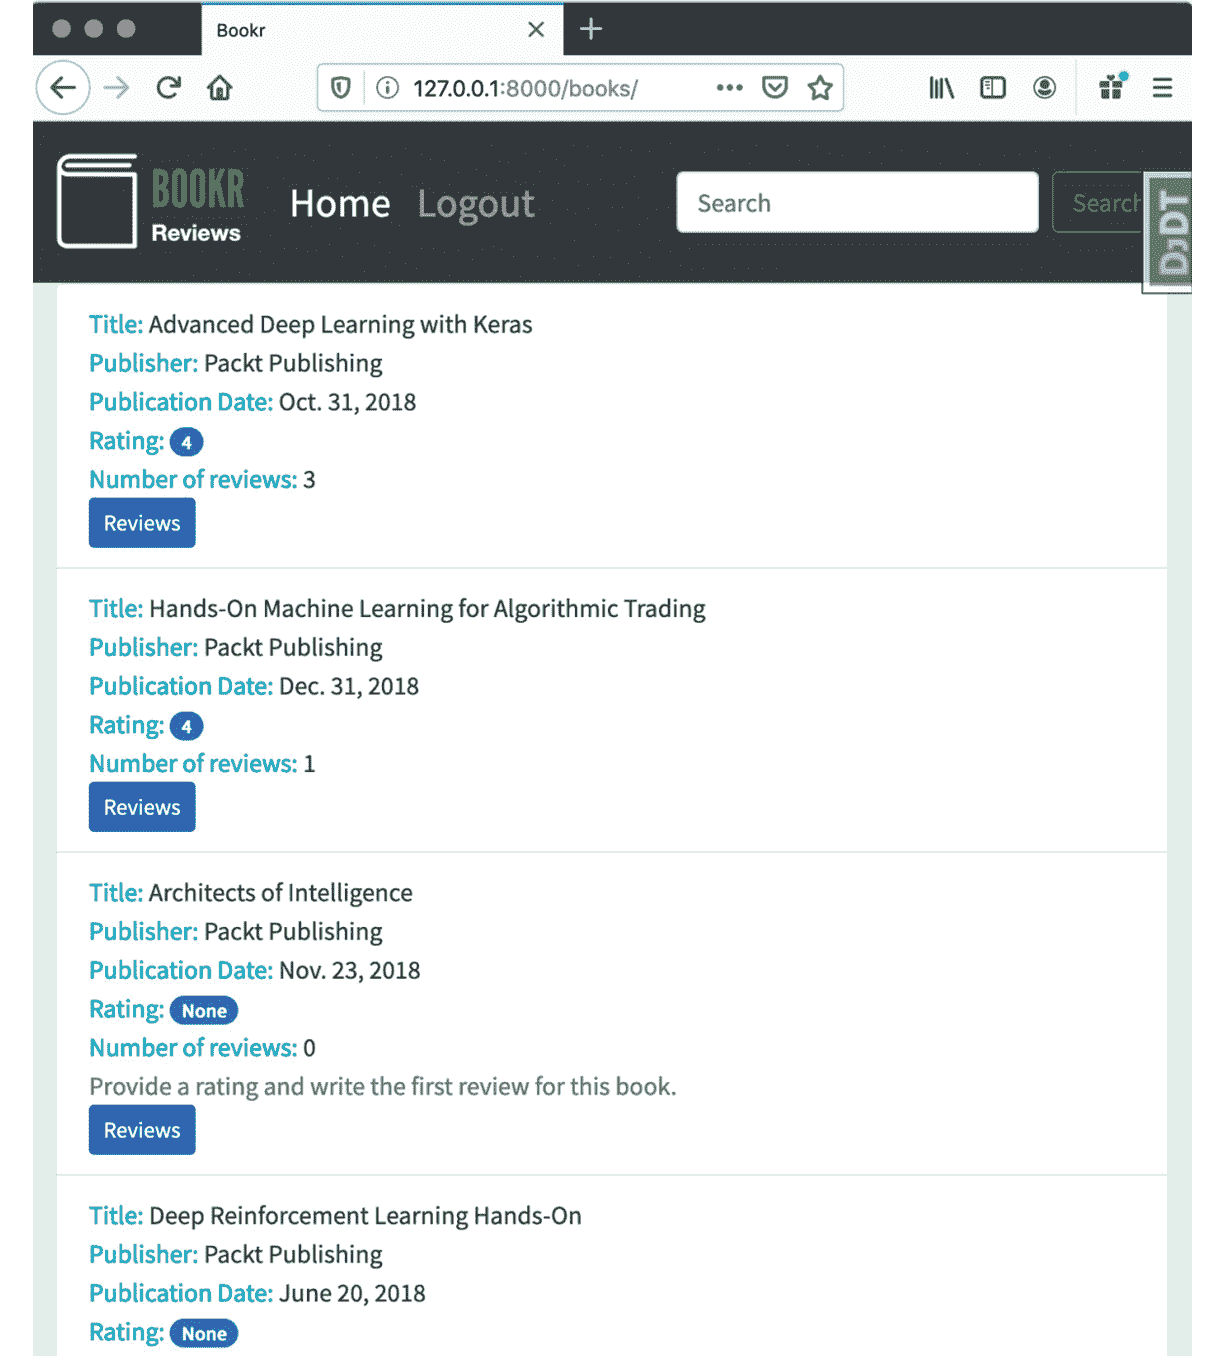 Bookr
127.0.0.1:8000/books/
BOOKR
Reviews
Home Logout
Search
Search
DjDT
Title: Advanced Deep Learning with Keras
Publisher: Packt Publishing
Publication Date: Oct. 31, 2018
Rating: 4
Number of reviews: 3
Reviews
Title: Hands-On Machine Learning for Algorithmic Trading
Publisher: Packt Publishing
Publication Date: Dec. 31, 2018
Rating: 4
Number of reviews: 1
Reviews
Title: Architects of Intelligence
Publisher: Packt Publishing
Publication Date: Nov. 23, 2018
Rating: None
Number of reviews: 0
Provide a rating and write the first review for this book.
Reviews
Title: Deep Reinforcement Learning Hands-On
Publisher: Packt Publishing
Publication Date: June 20, 2018
Rating: None